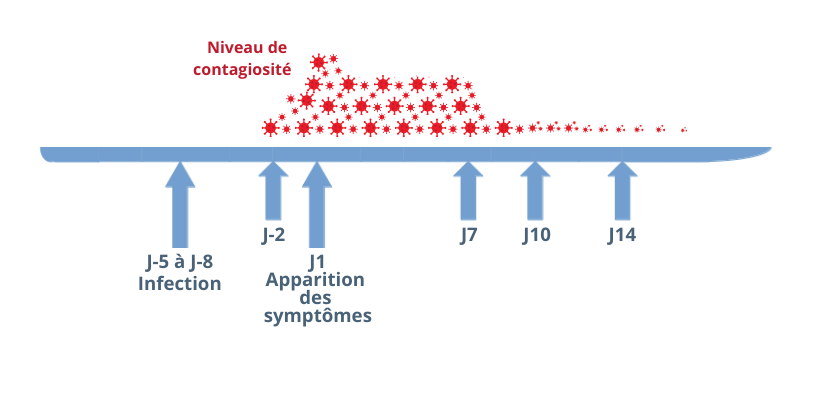 Niveau de
contagiosité
J-2
J7
J10
J14
J-5 à J-8
Infection
J1
Apparition
des
symptômes